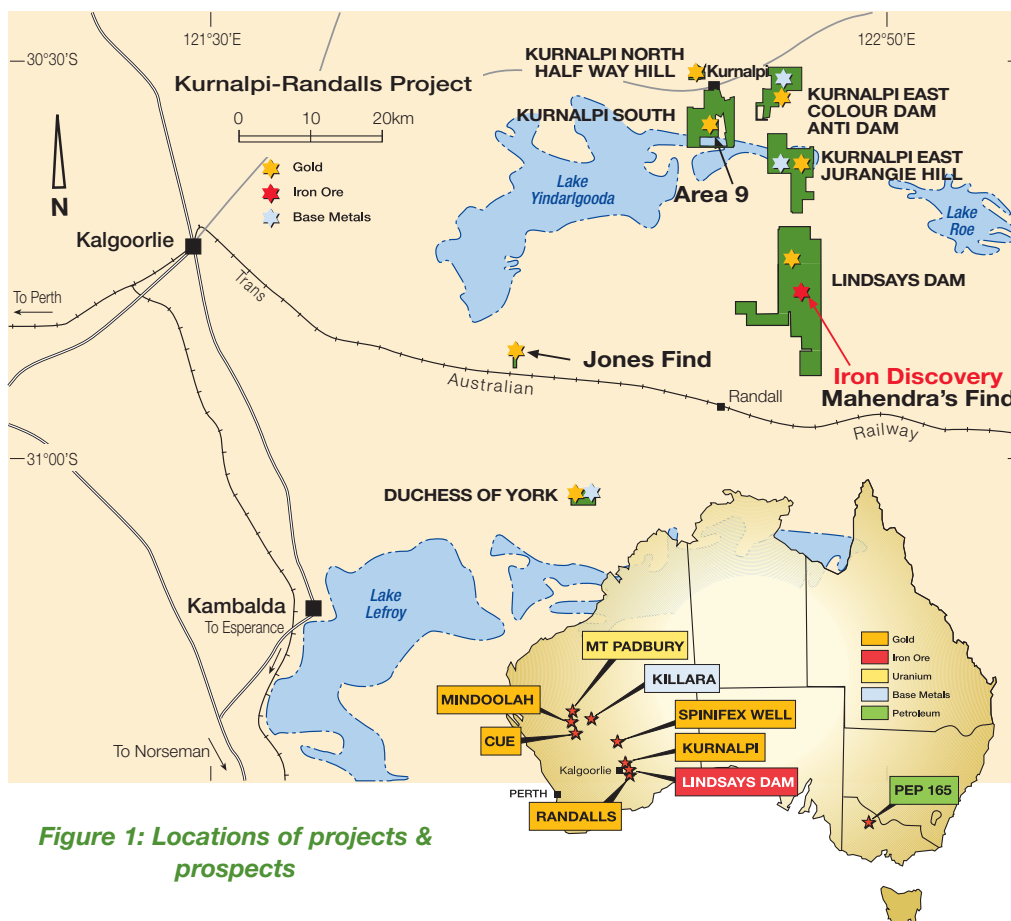 121°30'E
122°50'E
30°30'S
Kurnalpi-Randalls Project
0 10 20km
Gold
Iron Ore
Base Metals
N
KURNALPI NORTH
HALF WAY HILL
Kurnalpi
KURNALPI SOUTH
KURNALPI EAST
COLOUR DAM
ANTI DAM
KURNALPI EAST
JURANGIE HILL
Area 9
Lake
Yindarlgooda
Lake
Roe
Kalgoorlie
To Perth
Trans
LINDSAYS DAM
Jones Find
Australian
Iron Discovery
Mahendra's Find
Randall
Railway
31°00'S
DUCHESS OF YORK
Lake
Lefroy
Kambalda
To Esperance
To Norseman
MT PADBURY
KILLARA
MINDOOLAH
SPINIFEX WELL
CUE
KURNALPI
Kalgoorlie
LINDSAYS DAM
PERTH
RANDALLS
PEP 165
Gold
Iron Ore
Uranium
Base Metals
Petroleum
Figure 1: Locations of projects &
prospects